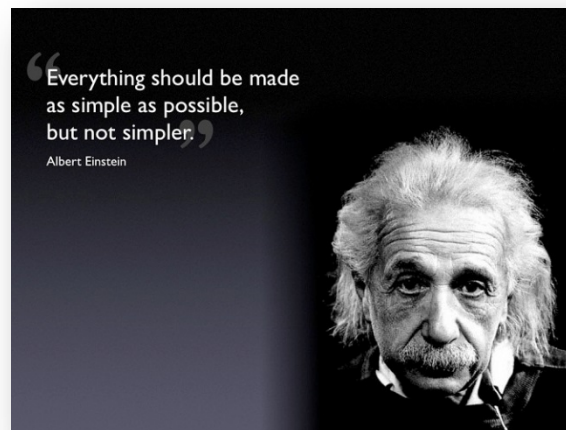 “Everything should be made
as simple as possible,
but not simpler.”
Albert Einstein